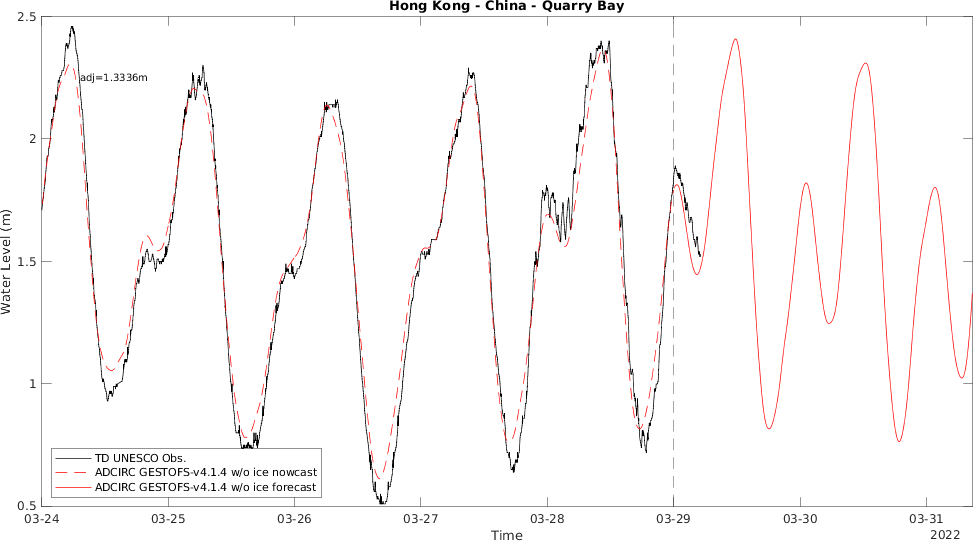 Hong Kong - China - Quarry Bay
2.5
adj=1.3336m
2
1.5
1
0.5
Water Level (m)
TD UNESCO Obs.
ADCIRC GESTOFS-v4.1.4 w/o ice nowcast
ADCIRC GESTOFS-v4.1.4 w/o ice forecast
03-24 03-25 03-26 03-27 03-28 03-29 03-30 03-31
Time
2022